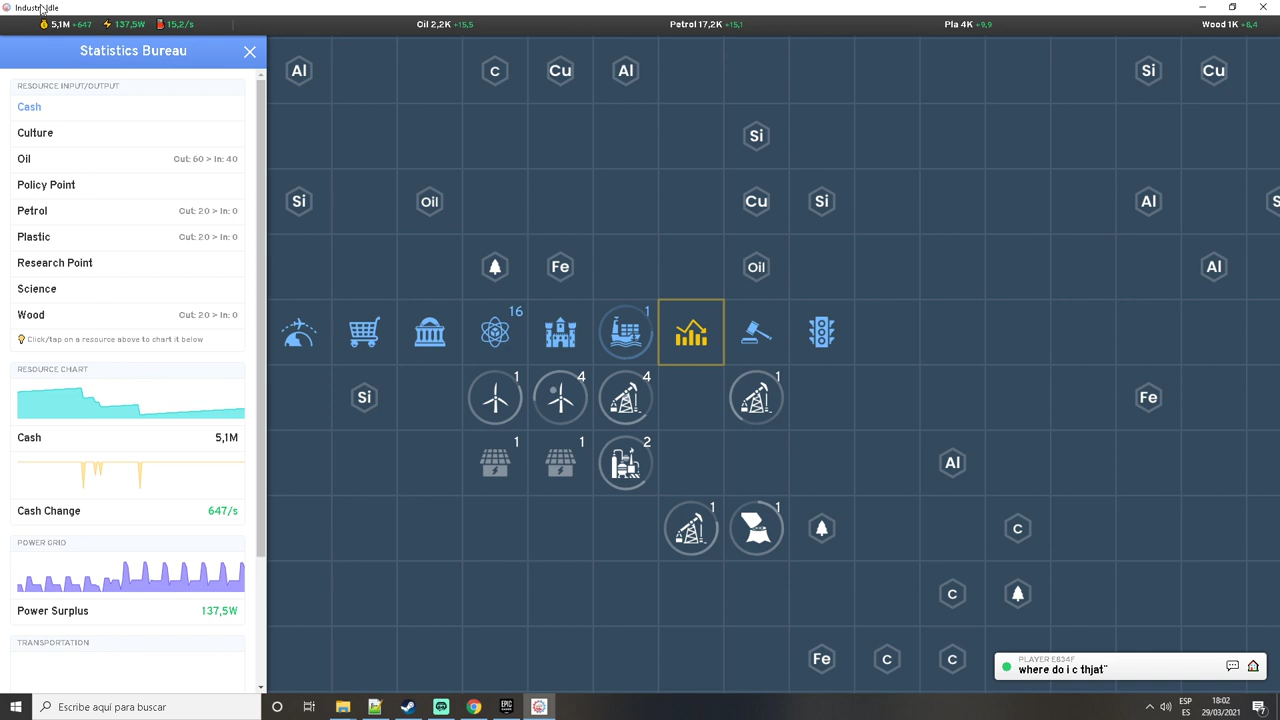 Industry Idle
5,1M +647 137,5W 15,2/s Oil 2,2K +15,5 Petrol 17,2K +15,1 Pla 4K +9,9 Wood 1K +8,4
Statistics Bureau
Al C Cu Al Si Cu
RESOURCE INPUT/OUTPUT
Cash
Culture
Si
Oil Out: 60 > In: 40
Policy Point
Si Oil Cu Si Al S
Petrol Out: 20 > In: 0
Plastic Out: 20 > In: 0
Research Point
Fe Oil Al
Science
Wood Out: 20 > In: 0
16 1
Click/tap on a resource above to chart it below
RESOURCE CHART
1 4 4 1
Si Fe
Cash 5,1M
1 1 2
Al
Cash Change 647/s
1 1
C
POWER GRID
C
Power Surplus 137,5W
TRANSPORTATION
Fe C C
PLAYER E834F
where do i c thjat¨
Escribe aquí para buscar
EPIC
ESP
ES
18:02
29/03/2021
7